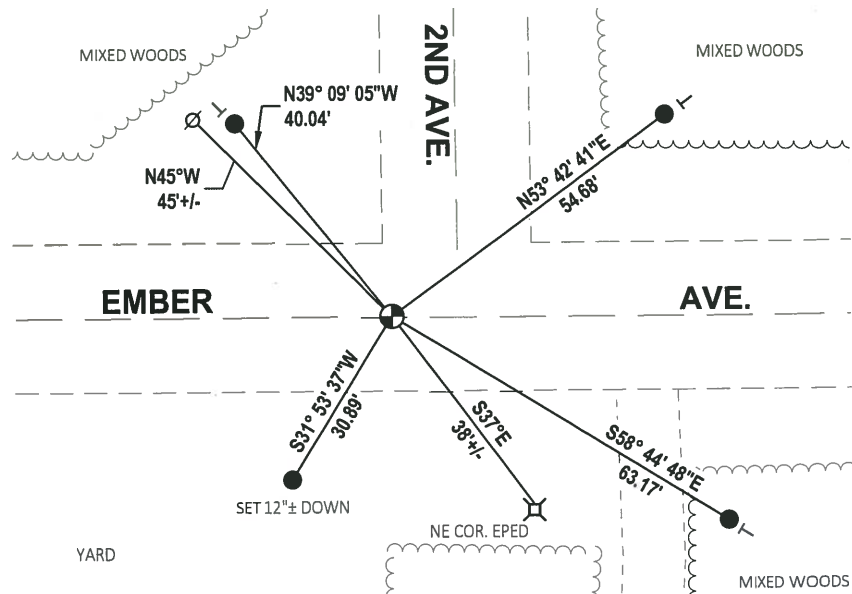 MIXED WOODS
2ND AVE.
MIXED WOODS
N39° 09' 05"W
40.04'
N45°W
45'+/-
N53° 42' 41"E
54.68'
EMBER AVE.
S31° 53' 37"W
30.89'
S37°E
38'+/-
S58° 44' 48"E
63.17'
SET 12"± DOWN
NE COR. EPED
YARD
MIXED WOODS